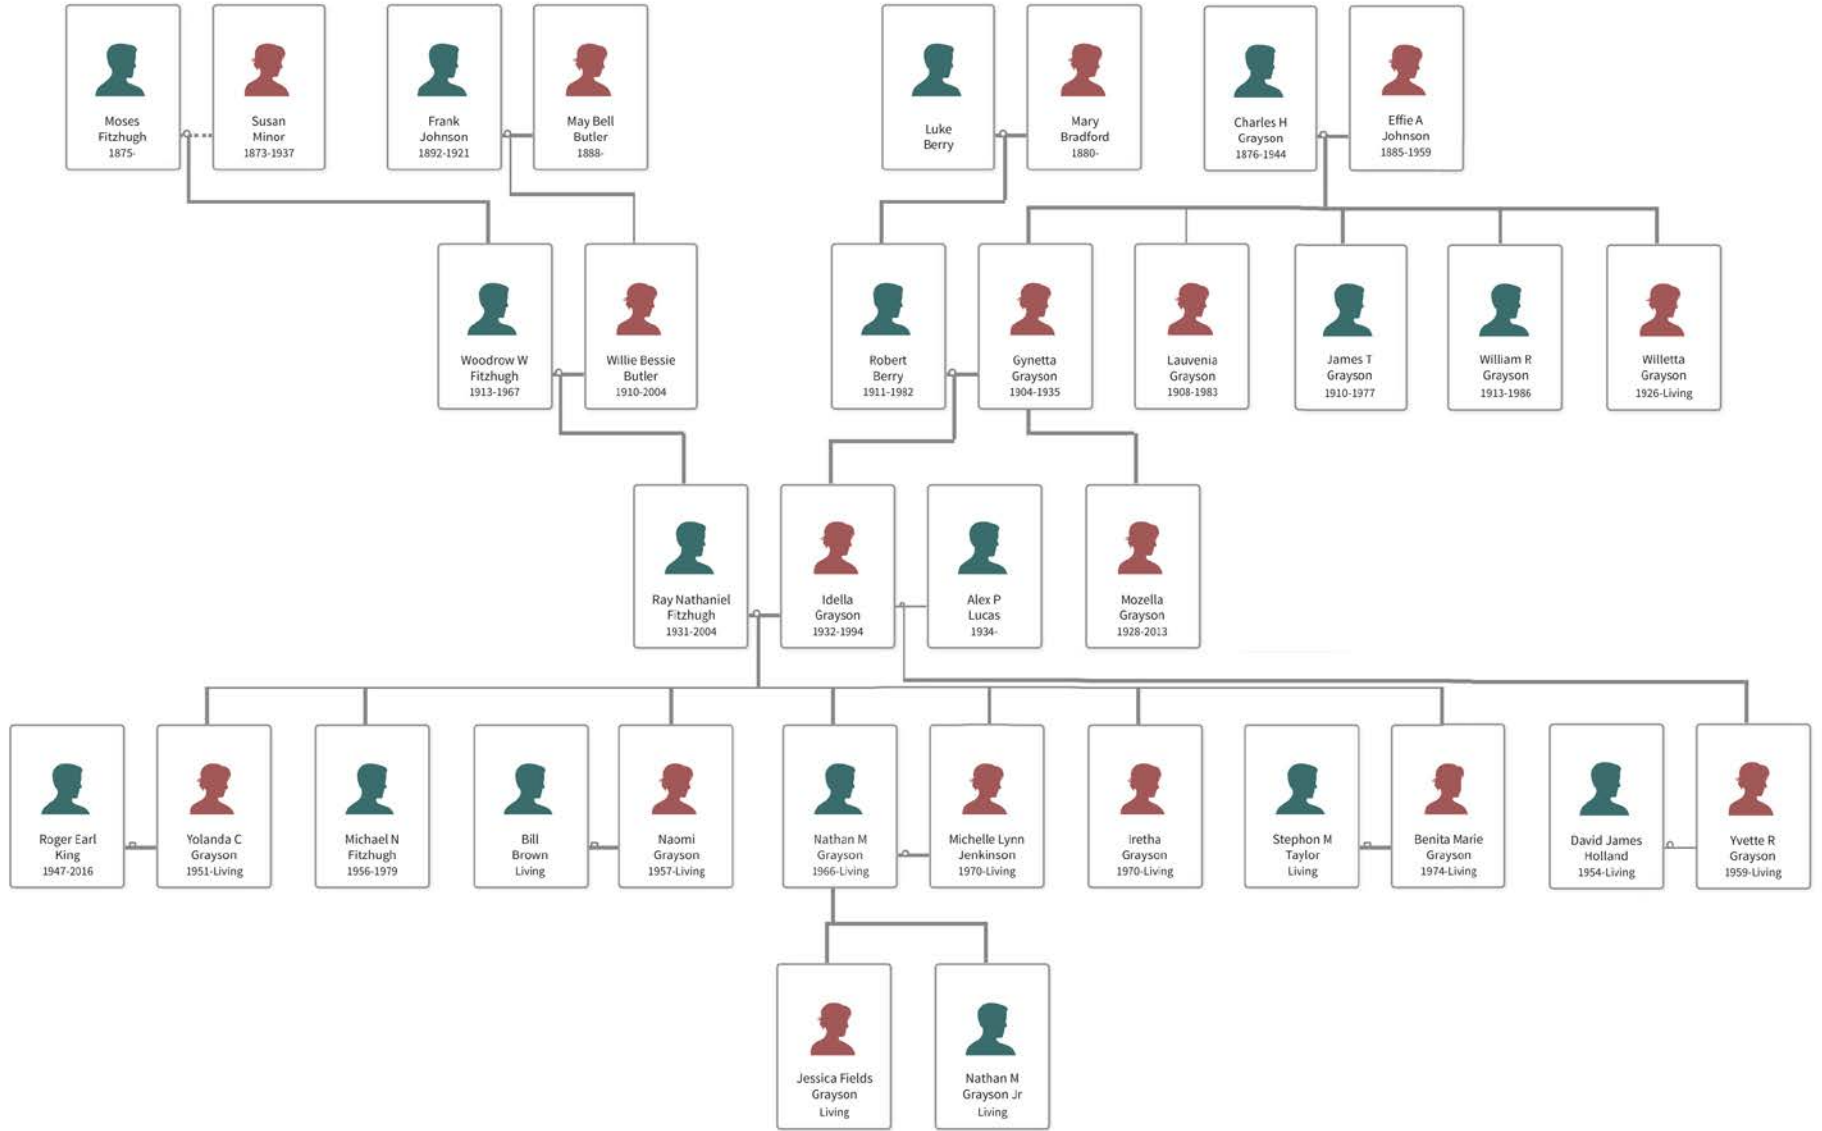 Moses
Fitzhugh
1875-
Susan
Minor
1873-1937
Frank
Johnson
1892-1921
May Bell
Butler
1888-
Luke
Berry
Mary
Bradford
1880-
Charles H
Grayson
1876-1944
Effie A
Johnson
1885-1959
Woodrow W
Fitzhugh
1913-1967
Willie Bessie
Butler
1910-2004
Robert
Berry
1911-1982
Gynetta
Grayson
1904-1935
Lauvenia
Grayson
1908-1983
James T
Grayson
1910-1977
William R
Grayson
1913-1986
Willetta
Grayson
1926-Living
Ray Nathaniel
Fitzhugh
1931-2004
Idella
Grayson
1932-1994
Alex P
Lucas
1934-
Mozella
Grayson
1928-2013
Roger Earl
King
1947-2016
Yolanda C
Grayson
1951-Living
Michael N
Fitzhugh
1956-1979
Bill
Brown
Living
Naomi
Grayson
1957-Living
Nathan M
Grayson
1966-Living
Michelle Lynn
Jenkinson
1970-Living
Iretha
Grayson
1970-Living
Stephon M
Taylor
Living
Benita Marie
Grayson
1974-Living
David James
Holland
1954-Living
Yvette R
Grayson
1959-Living
Jessica Fields
Grayson
Living
Nathan M
Grayson Jr
Living